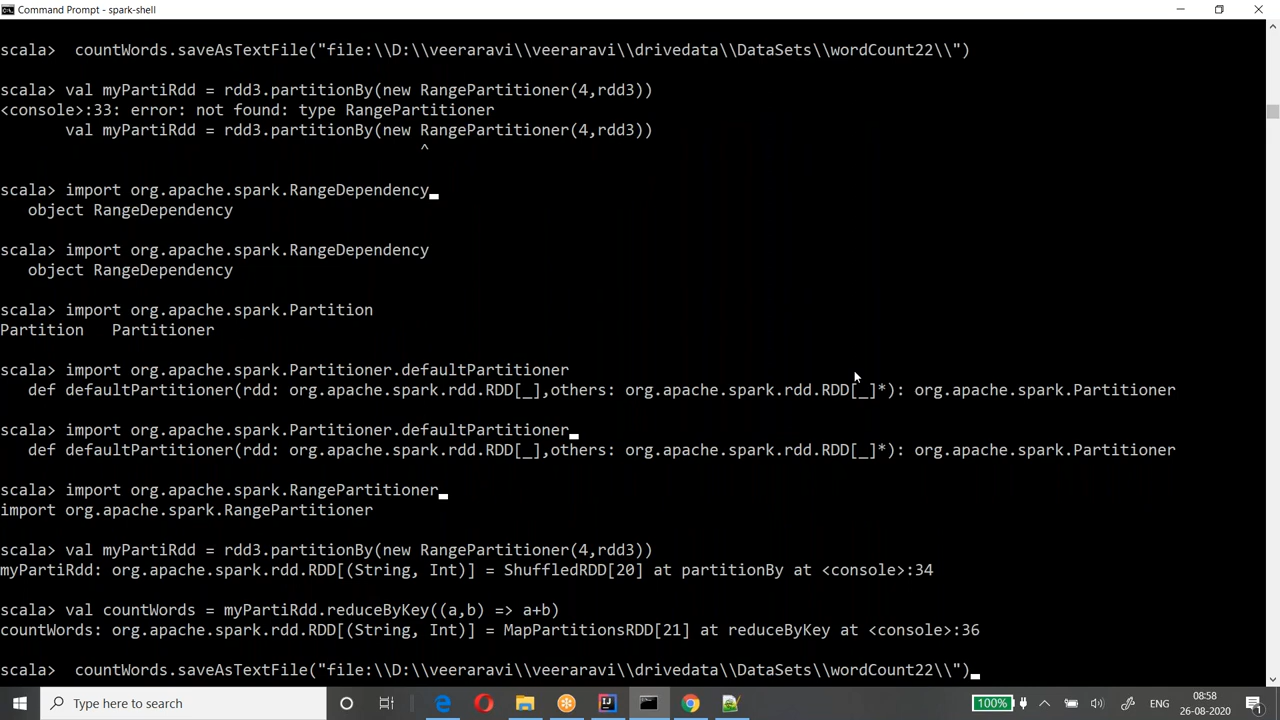 Command Prompt - spark-shell
scala>  countWords.saveAsTextFile("file:\\D:\\veeraravi\\veeraravi\\drivedata\\DataSets\\wordCount22\\")
scala> val myPartiRdd = rdd3.partitionBy(new RangePartitioner(4,rdd3))
<console>:33: error: not found: type RangePartitioner
       val myPartiRdd = rdd3.partitionBy(new RangePartitioner(4,rdd3))
                                             ^
scala> import org.apache.spark.RangeDependency
   object RangeDependency
scala> import org.apache.spark.RangeDependency
   object RangeDependency
scala> import org.apache.spark.Partition
Partition   Partitioner
scala> import org.apache.spark.Partitioner.defaultPartitioner
   def defaultPartitioner(rdd: org.apache.spark.rdd.RDD[_],others: org.apache.spark.rdd.RDD[_]*): org.apache.spark.Partitioner
scala> import org.apache.spark.Partitioner.defaultPartitioner
   def defaultPartitioner(rdd: org.apache.spark.rdd.RDD[_],others: org.apache.spark.rdd.RDD[_]*): org.apache.spark.Partitioner
scala> import org.apache.spark.RangePartitioner
import org.apache.spark.RangePartitioner
scala> val myPartiRdd = rdd3.partitionBy(new RangePartitioner(4,rdd3))
myPartiRdd: org.apache.spark.rdd.RDD[(String, Int)] = ShuffledRDD[20] at partitionBy at <console>:34
scala> val countWords = myPartiRdd.reduceByKey((a,b) => a+b)
countWords: org.apache.spark.rdd.RDD[(String, Int)] = MapPartitionsRDD[21] at reduceByKey at <console>:36
scala>  countWords.saveAsTextFile("file:\\D:\\veeraravi\\veeraravi\\drivedata\\DataSets\\wordCount22\\")
Type here to search
100%
ENG
08:58
26-08-2020
1